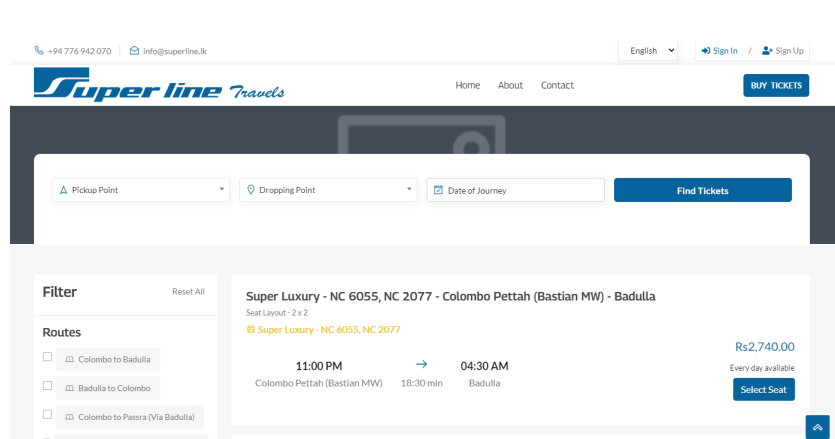 +94 776 942 070
info@superline.lk
English
Sign In / Sign Up
Super line Travels
Home About Contact
BUY TICKETS
Pickup Point
Dropping Point
Date of Journey
Find Tickets
Filter
Reset All
Routes
Colombo to Badulla
Badulla to Colombo
Colombo to Passra (Via Badulla)
Super Luxury - NC 6055, NC 2077 - Colombo Pettah (Bastian MW) - Badulla
Seat Layout - 2 x 2
Super Luxury - NC 6055, NC 2077
11:00 PM
Colombo Pettah (Bastian MW)
18:30 min
04:30 AM
Badulla
Rs2,740.00
Every day available
Select Seat